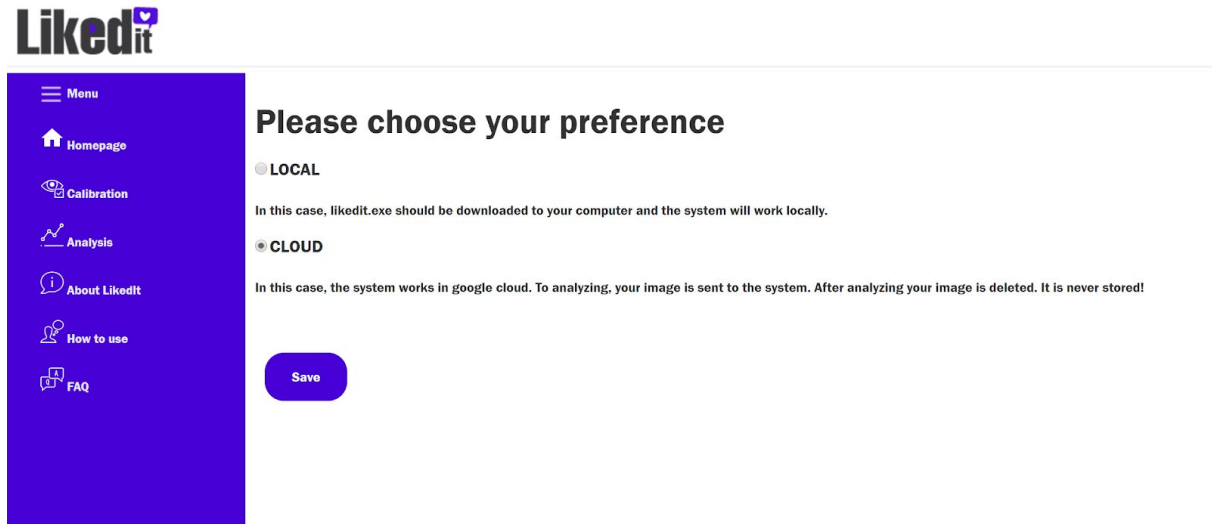 Likedit
Menu
Homepage
Calibration
Analysis
About LikedIt
How to use
FAQ
Please choose your preference
LOCAL
In this case, likedit.exe should be downloaded to your computer and the system will work locally.
CLOUD
In this case, the system works in google cloud. To analyzing, your image is sent to the system. After analyzing your image is deleted. It is never stored!
Save